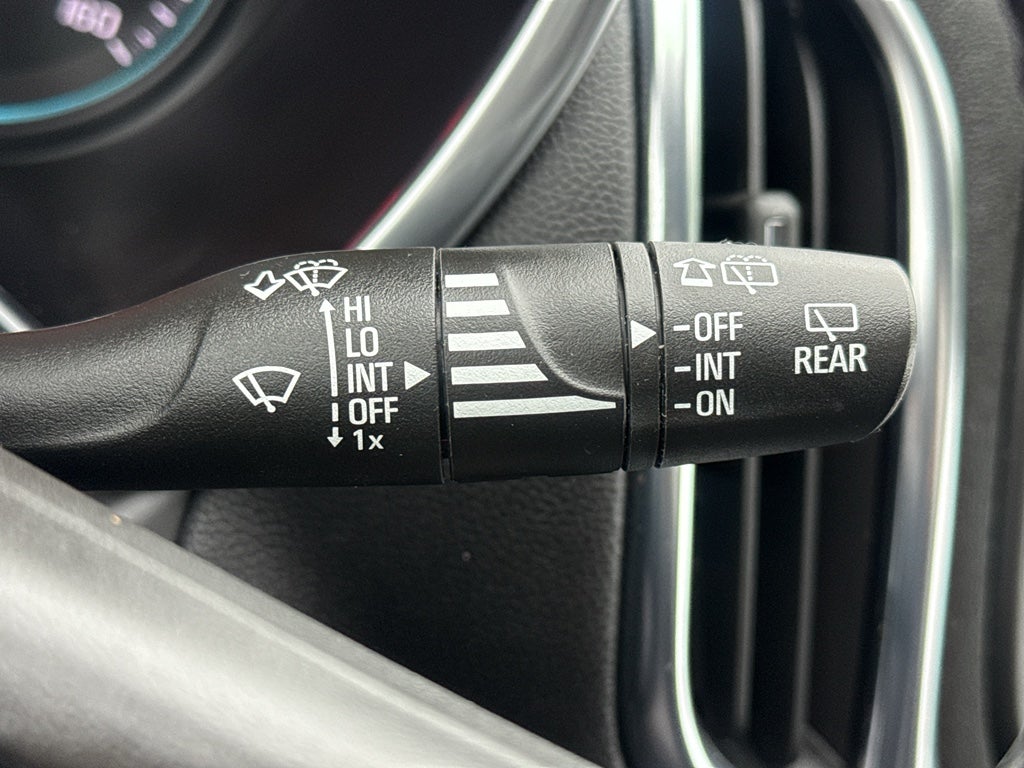 HI
LO
INT
OFF
1x
-OFF
-INT
-ON
REAR